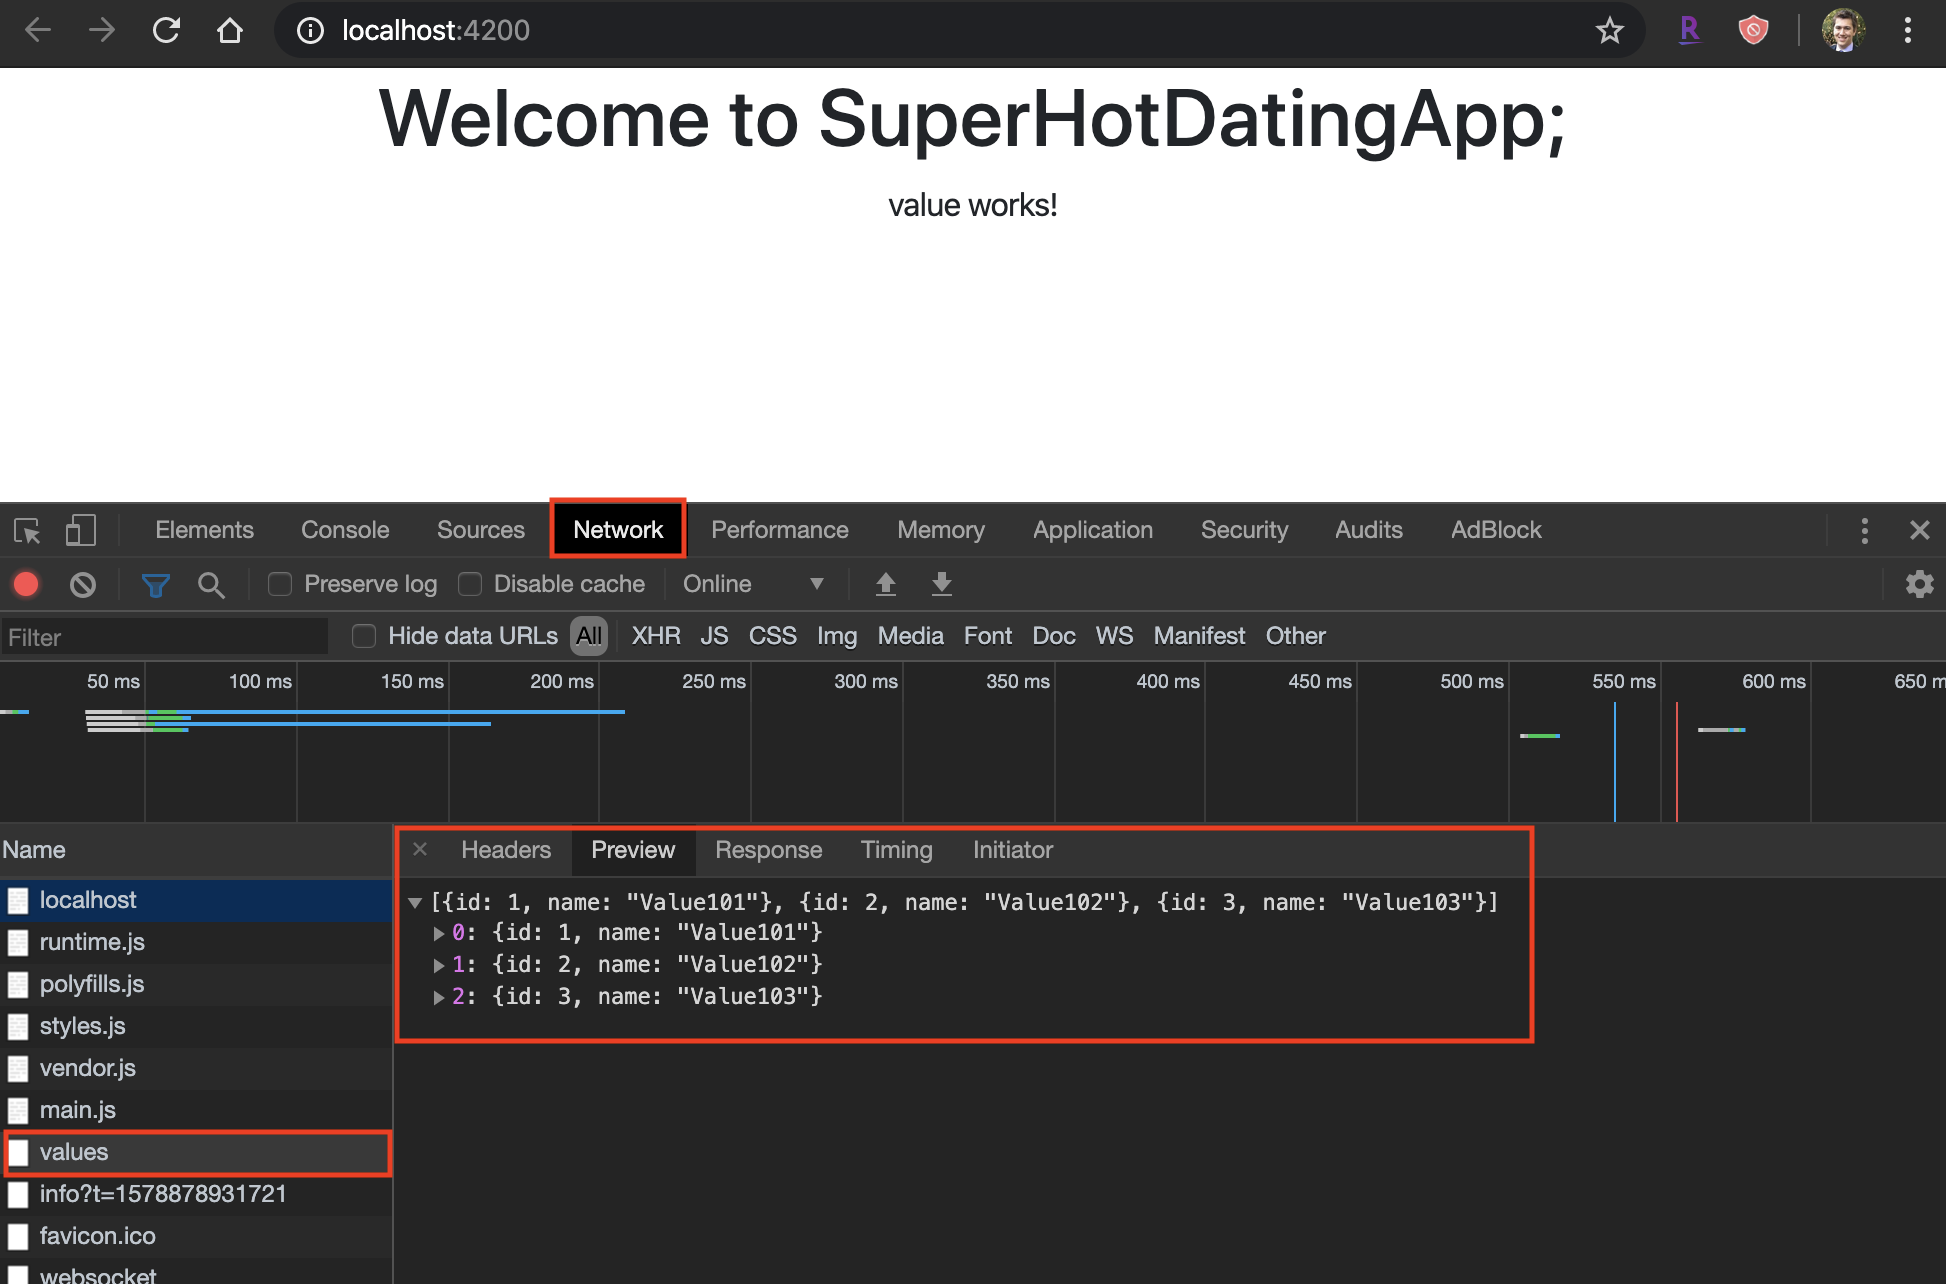 localhost:4200
R
Welcome to SuperHotDatingApp;
value works!
Elements Console Sources Network Performance Memory Application Security Audits AdBlock
Preserve log Disable cache Online
Filter Hide data URLs All XHR JS CSS Img Media Font Doc WS Manifest Other
50 ms 100 ms 150 ms 200 ms 250 ms 300 ms 350 ms 400 ms 450 ms 500 ms 550 ms 600 ms 650 m
Name
Headers Preview Response Timing Initiator
localhost
[{id: 1, name: "Value101"}, {id: 2, name: "Value102"}, {id: 3, name: "Value103"}]
0: {id: 1, name: "Value101"}
runtime.js
1: {id: 2, name: "Value102"}
polyfills.js
2: {id: 3, name: "Value103"}
styles.js
vendor.js
main.js
values
info?t=1578878931721
favicon.ico
websocket